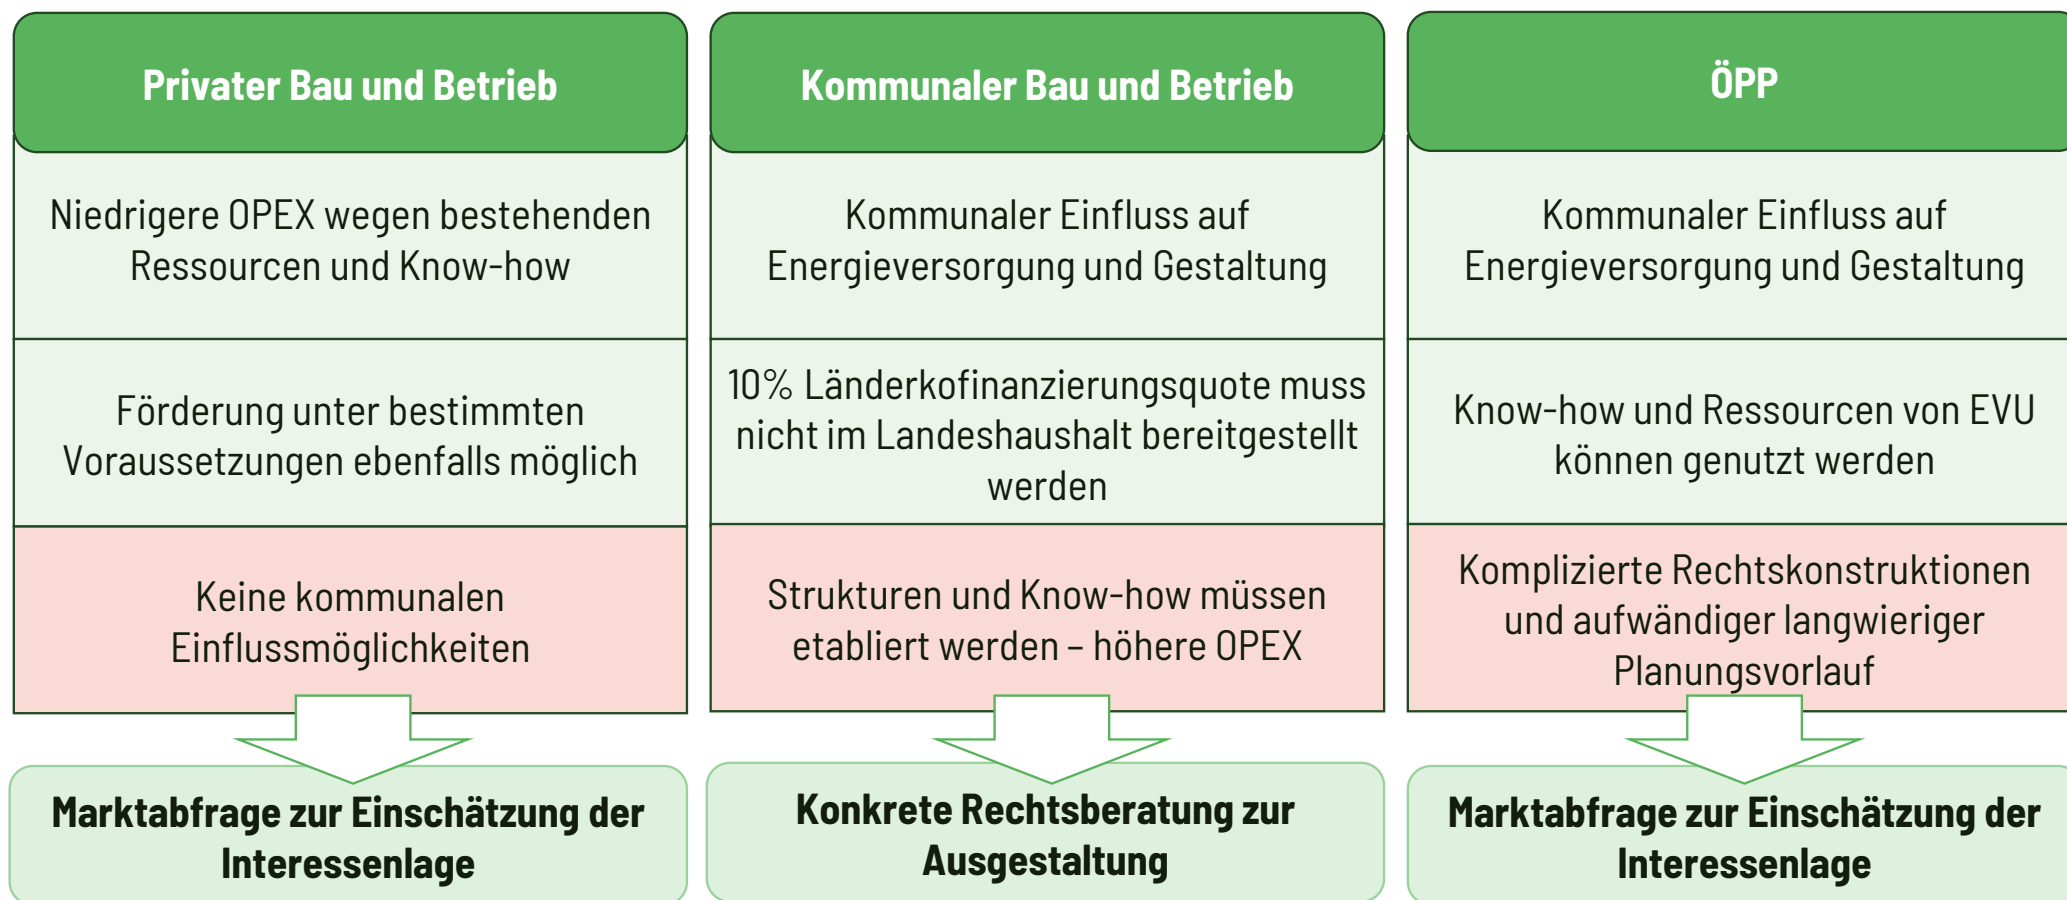 Privater Bau und Betrieb
Niedrigere OPEX wegen bestehenden
Ressourcen und Know-how
Förderung unter bestimmten
Voraussetzungen ebenfalls möglich
Keine kommunalen
Einflussmöglichkeiten
Marktabfrage zur Einschätzung der
Interessenlage
Kommunaler Bau und Betrieb
Kommunaler Einfluss auf
Energieversorgung und Gestaltung
10% Länderkofinanzierungsquote muss
nicht im Landeshaushalt bereitgestellt
werden
Strukturen und Know-how müssen
etabliert werden – höhere OPEX
Konkrete Rechtsberatung zur
Ausgestaltung
ÖPP
Kommunaler Einfluss auf
Energieversorgung und Gestaltung
Know-how und Ressourcen von EVU
können genutzt werden
Komplizierte Rechtskonstruktionen
und aufwändiger langwieriger
Planungsvorlauf
Marktabfrage zur Einschätzung der
Interessenlage